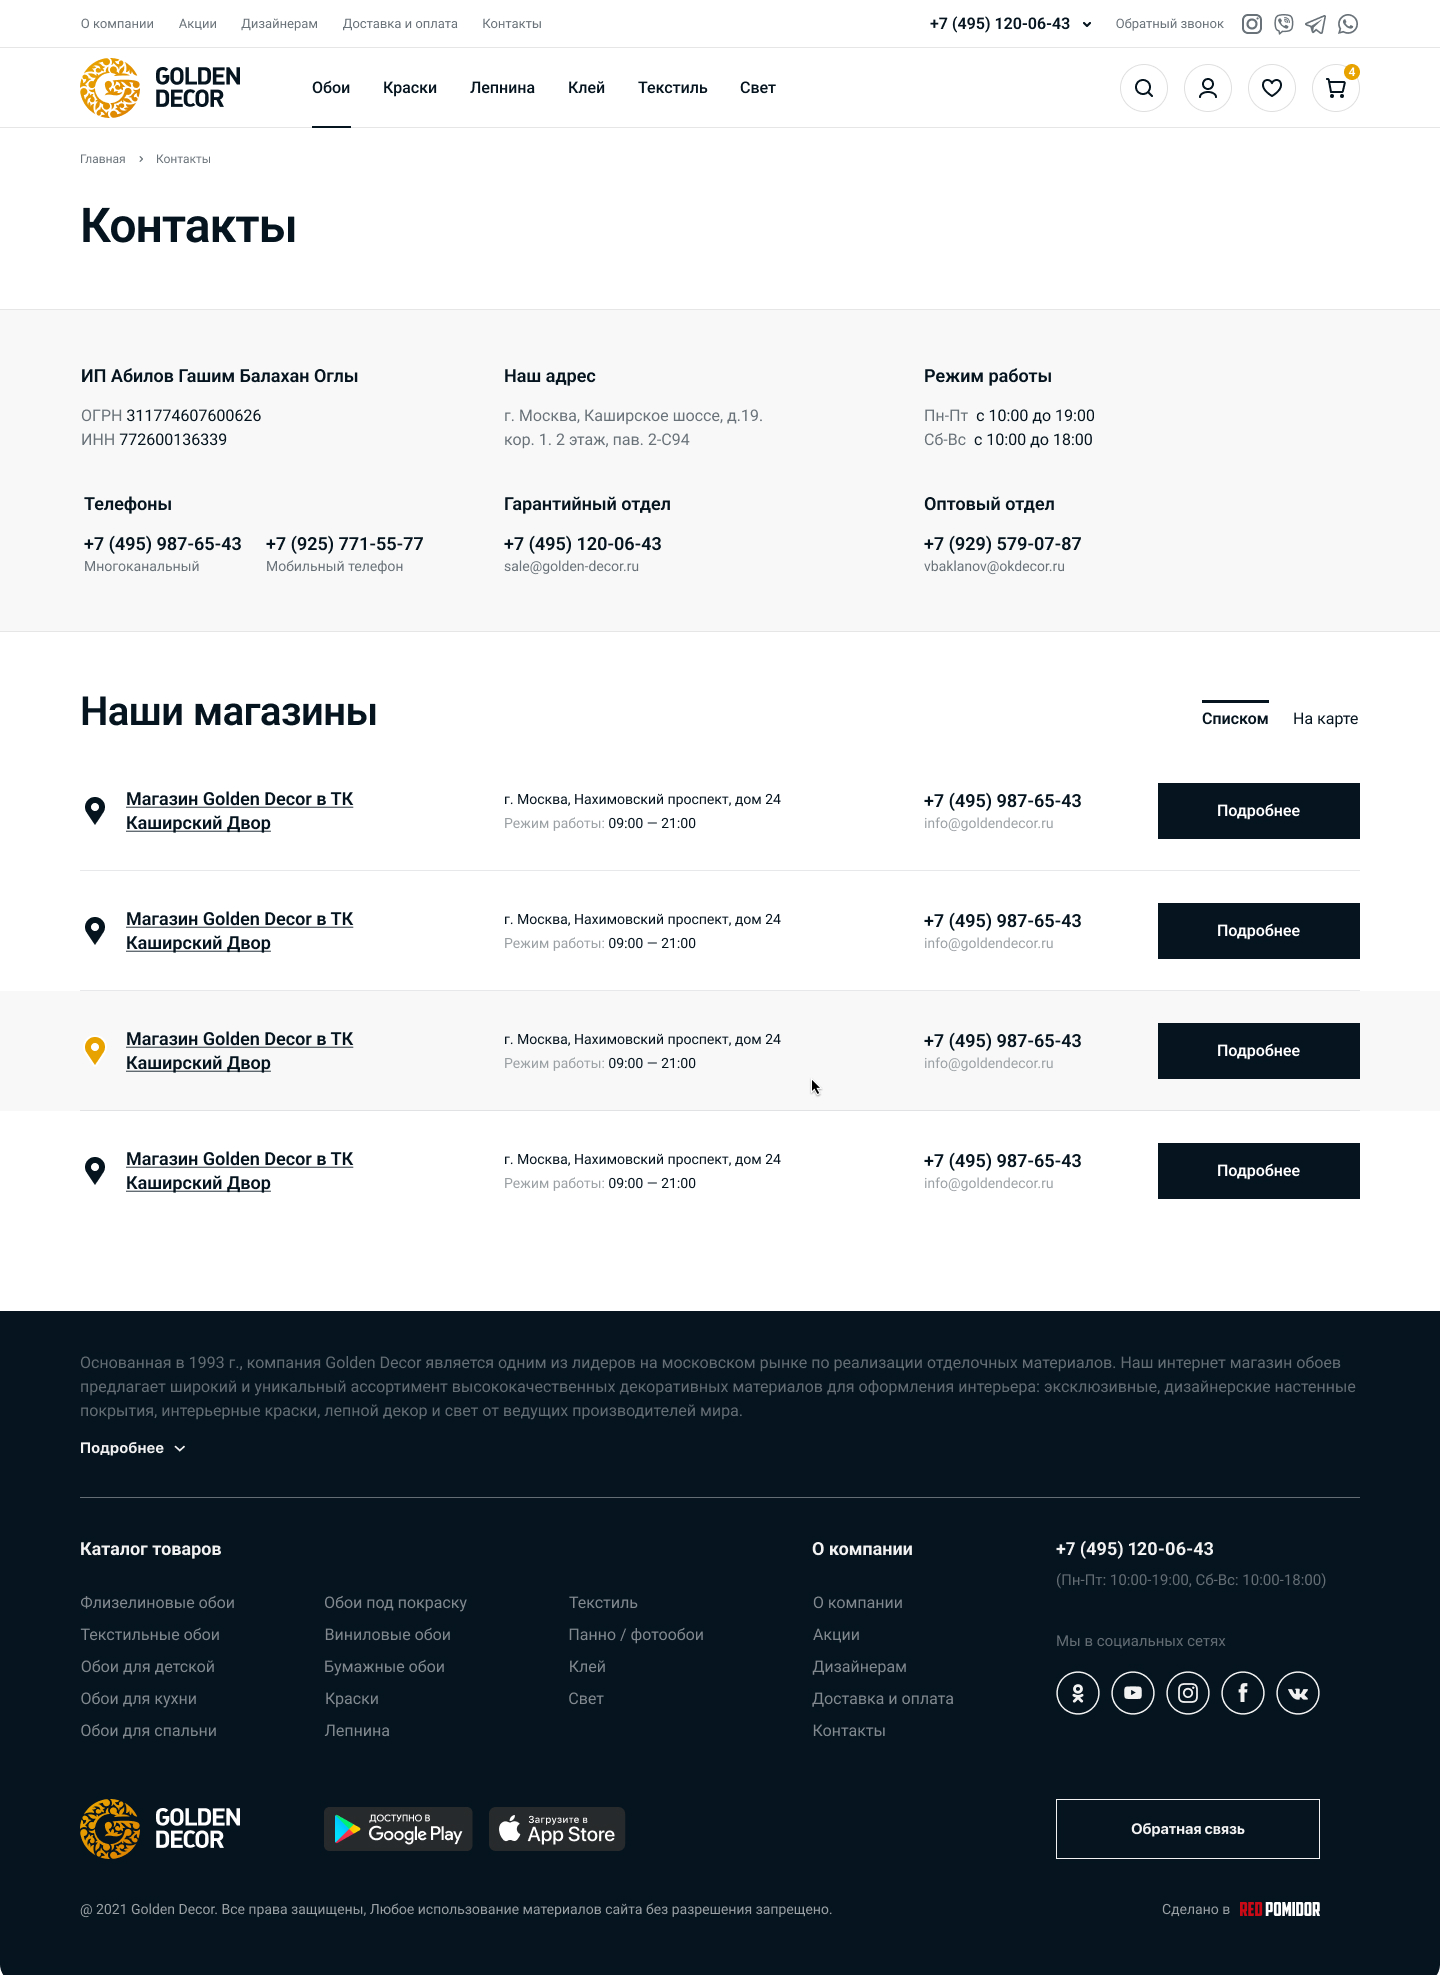 О компании Акции Дизайнерам Доставка и оплата Контакты +7 (495) 120-06-43 Обратный звонок
GOLDEN
DECOR
Обои Краски Лепнина Клей Текстиль Свет 4
Главная Контакты
Контакты
ИП Абилов Гашим Балахан Оглы
ОГРН 311774607600626
ИНН 772600136339
Наш адрес
г. Москва, Каширское шоссе, д.19.
кор. 1. 2 этаж, пав. 2-С94
Режим работы
Пн-Пт с 10:00 до 19:00
Сб-Вс с 10:00 до 18:00
Телефоны
+7 (495) 987-65-43 +7 (925) 771-55-77
Многоканальный Мобильный телефон
Гарантийный отдел
+7 (495) 120-06-43
sale@golden-decor.ru
Оптовый отдел
+7 (929) 579-07-87
vbaklanov@okdecor.ru
Наши магазины
Списком На карте
Магазин Golden Decor в ТК
Каширский Двор
г. Москва, Нахимовский проспект, дом 24
Режим работы: 09:00 — 21:00
+7 (495) 987-65-43
info@goldendecor.ru
Подробнее
Магазин Golden Decor в ТК
Каширский Двор
г. Москва, Нахимовский проспект, дом 24
Режим работы: 09:00 — 21:00
+7 (495) 987-65-43
info@goldendecor.ru
Подробнее
Магазин Golden Decor в ТК
Каширский Двор
г. Москва, Нахимовский проспект, дом 24
Режим работы: 09:00 — 21:00
+7 (495) 987-65-43
info@goldendecor.ru
Подробнее
Магазин Golden Decor в ТК
Каширский Двор
г. Москва, Нахимовский проспект, дом 24
Режим работы: 09:00 — 21:00
+7 (495) 987-65-43
info@goldendecor.ru
Подробнее
Основанная в 1993 г., компания Golden Decor является одним из лидеров на московском рынке по реализации отделочных материалов. Наш интернет магазин обоев
предлагает широкий и уникальный ассортимент высококачественных декоративных материалов для оформления интерьера: эксклюзивные, дизайнерские настенные
покрытия, интерьерные краски, лепной декор и свет от ведущих производителей мира.
Подробнее
Каталог товаров
Флизелиновые обои
Текстильные обои
Обои для детской
Обои для кухни
Обои для спальни
Обои под покраску
Виниловые обои
Бумажные обои
Краски
Лепнина
Текстиль
Панно / фотообои
Клей
Свет
О компании
О компании
Акции
Дизайнерам
Доставка и оплата
Контакты
+7 (495) 120-06-43
(Пн-Пт: 10:00-19:00, Сб-Вс: 10:00-18:00)
Мы в социальных сетях
GOLDEN
DECOR
ДОСТУПНО В
Google Play
Загрузите в
App Store
Обратная связь
@ 2021 Golden Decor. Все права защищены, Любое использование материалов сайта без разрешения запрещено.
Сделано в REDPOMIDOR